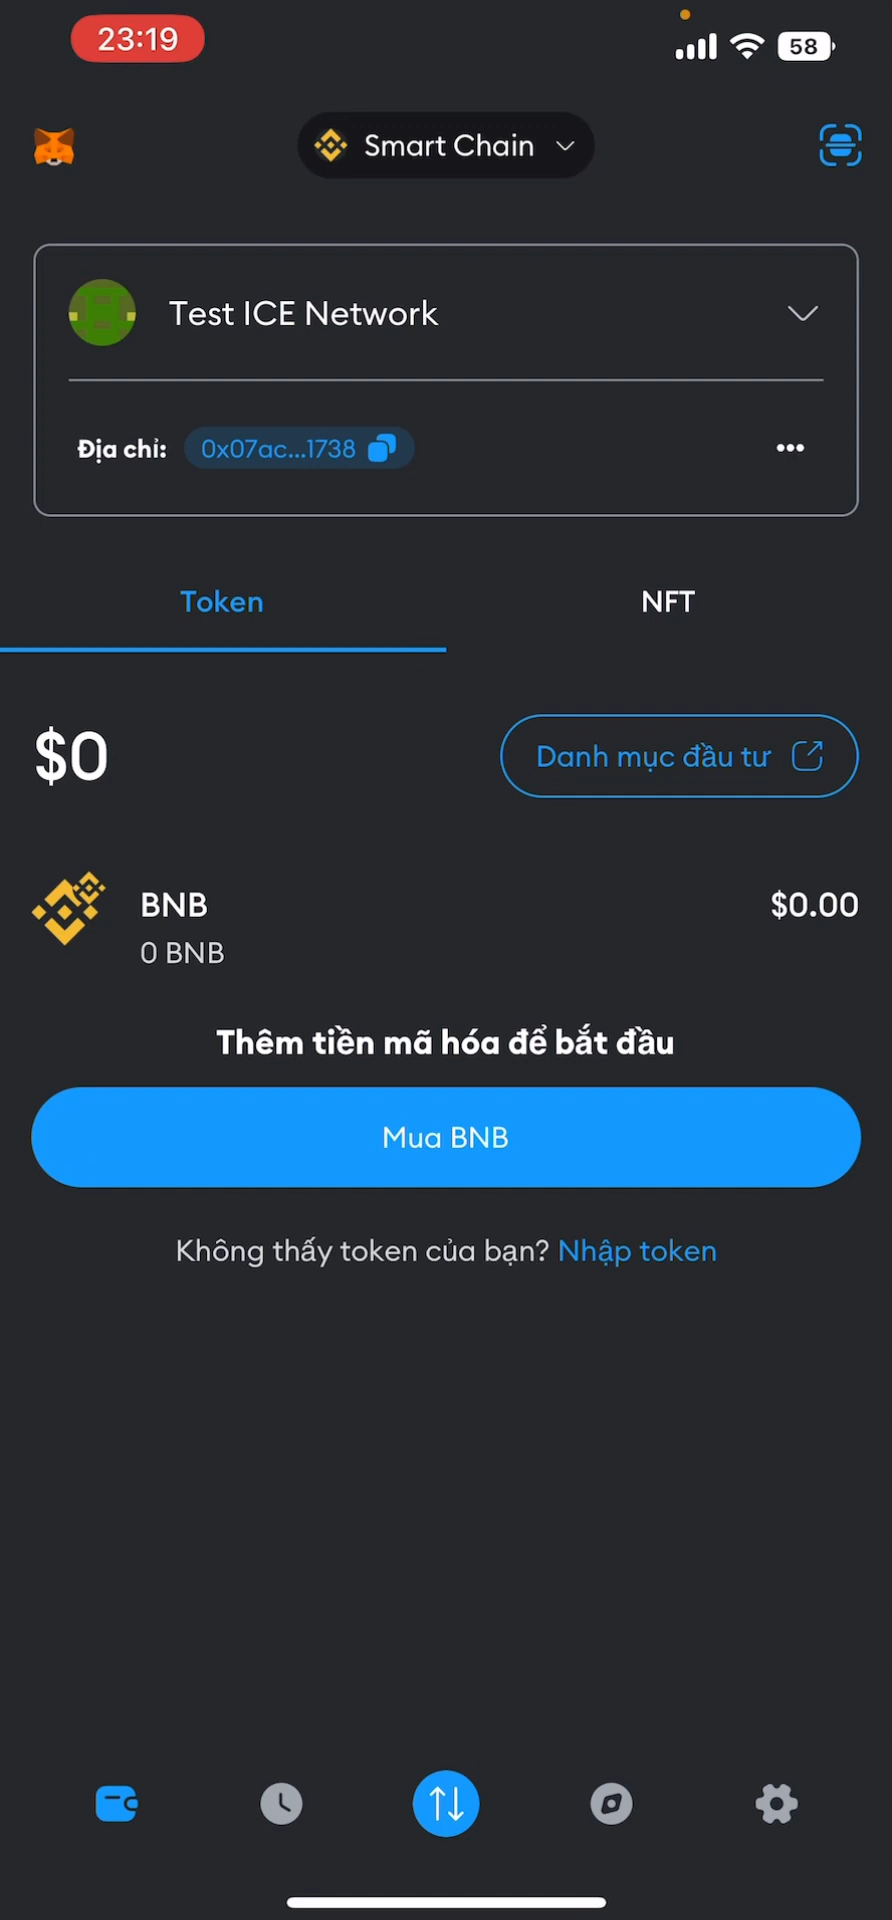 23:19
58
Smart Chain
Test ICE Network
Địa chỉ: 0x07ac...1738
Token
NFT
$0
Danh mục đầu tư
BNB
$0.00
0 BNB
Thêm tiền mã hóa để bắt đầu
Mua BNB
Không thấy token của bạn? Nhập token